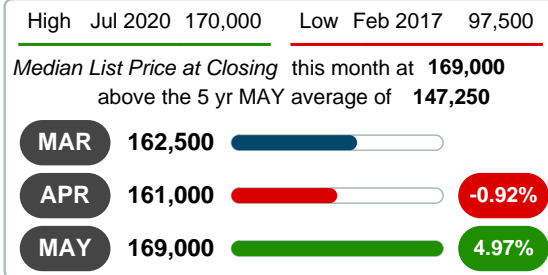 High Jul 2020 170,000 Low Feb 2017 97,500
Median List Price at Closing this month at 169,000
above the 5 yr MAY average of 147,250
MAR 162,500
APR 161,000 -0.92%
MAY 169,000 4.97%